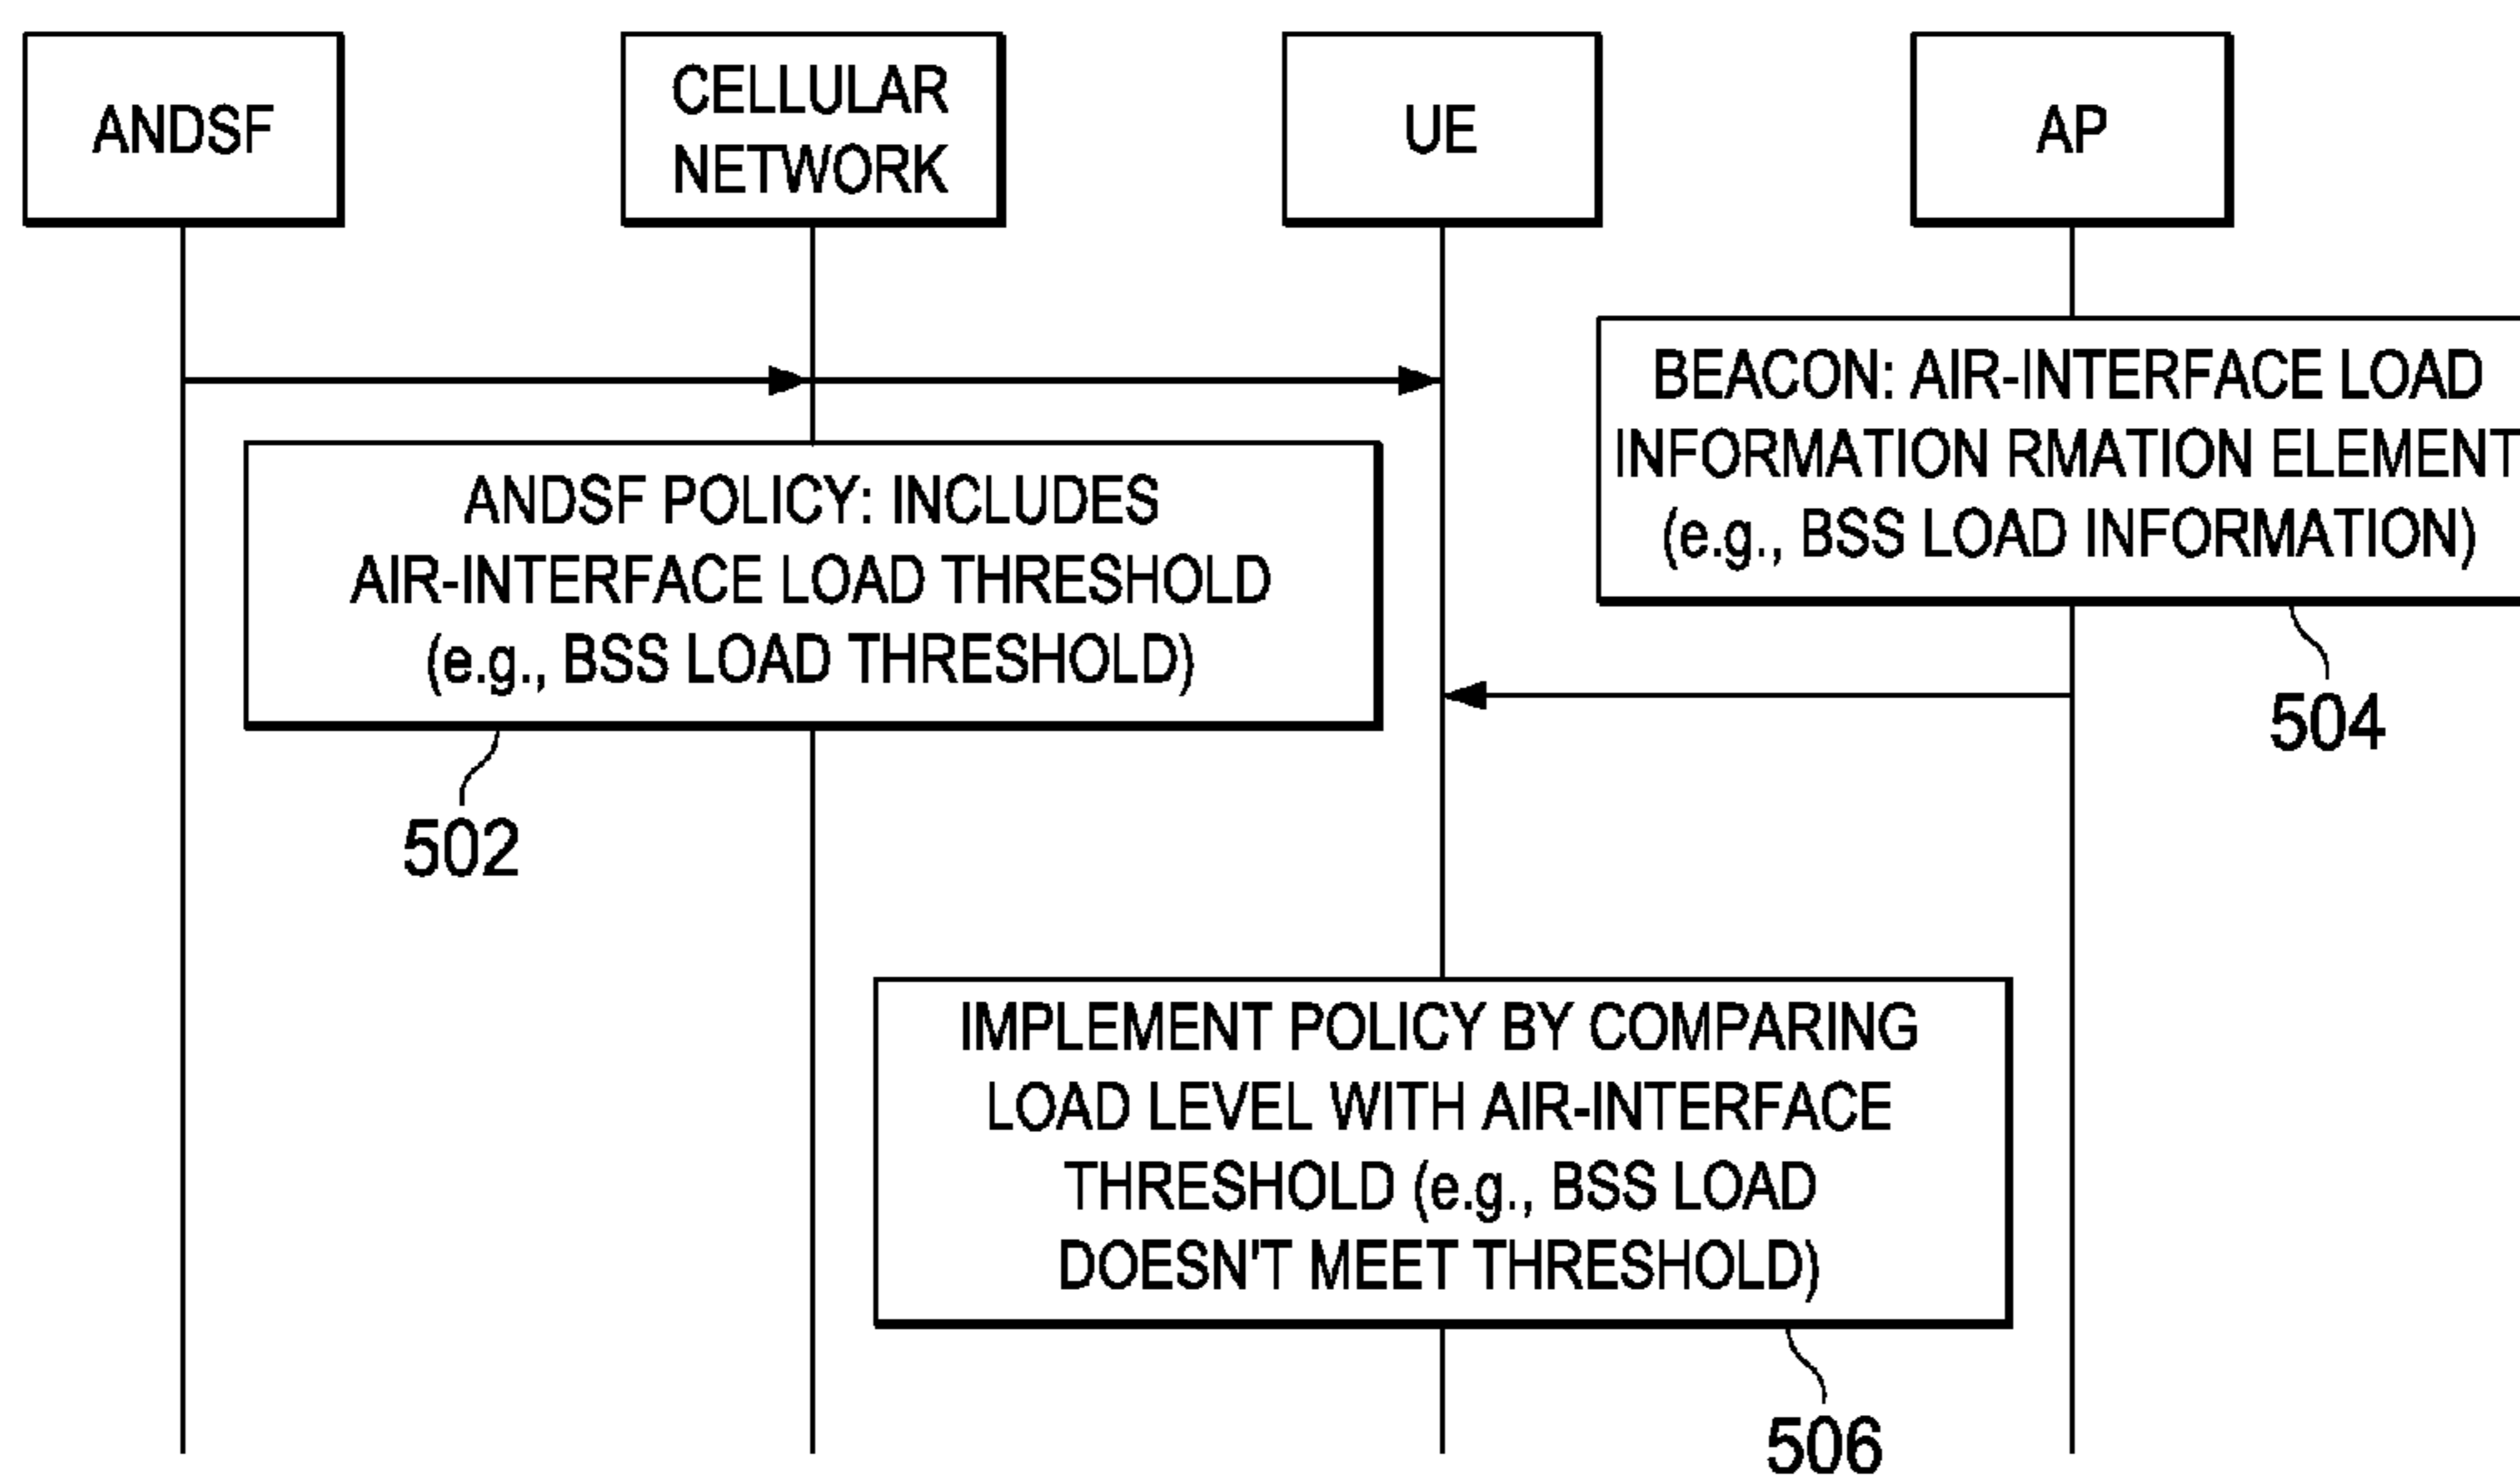 ANDSF
CELLULAR
NETWORK
UE
AP
BEACON: AIR-INTERFACE LOAD
INFORMATION RMATION ELEMENT
(e.g., BSS LOAD INFORMATION)
504
ANDSF POLICY: INCLUDES
AIR-INTERFACE LOAD THRESHOLD
(e.g., BSS LOAD THRESHOLD)
502
IMPLEMENT POLICY BY COMPARING
LOAD LEVEL WITH AIR-INTERFACE
THRESHOLD (e.g., BSS LOAD
DOESN'T MEET THRESHOLD)
506